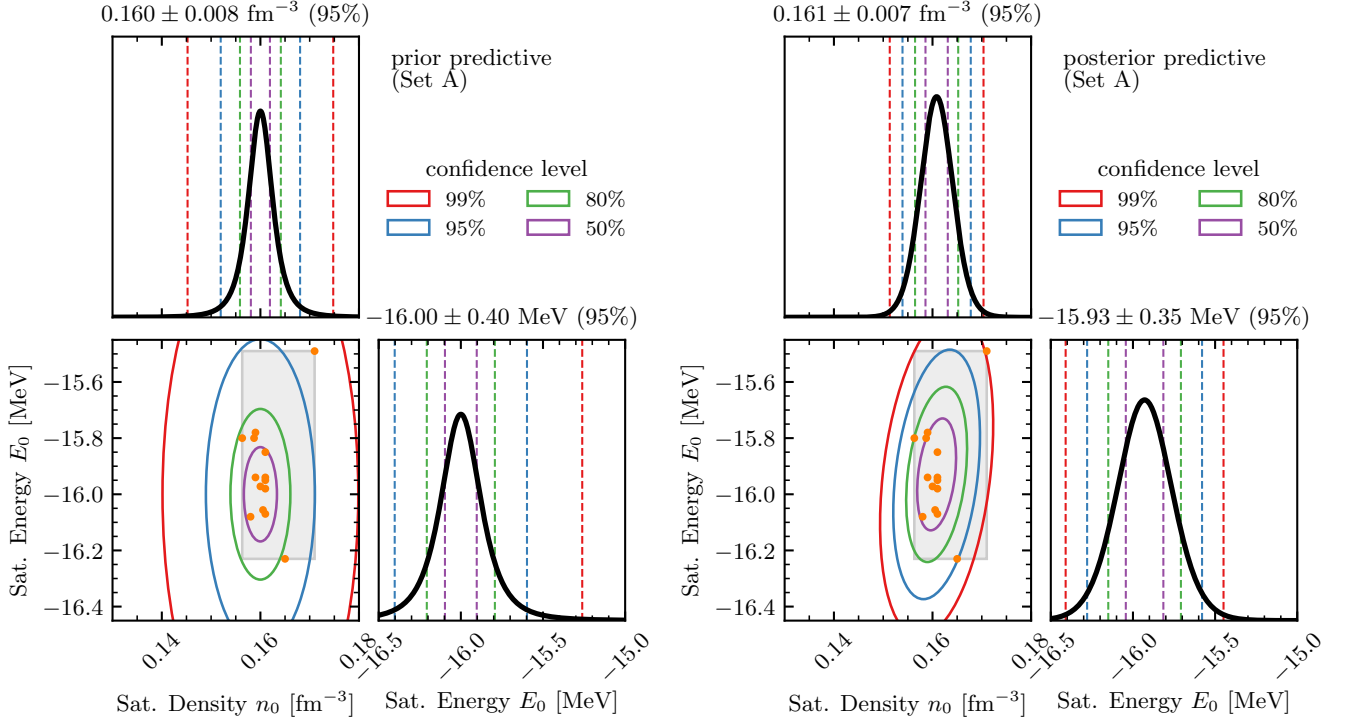 0.160 ± 0.008 fm⁻³ (95%)
prior predictive
(Set A)
confidence level
99%
80%
95%
50%
−16.00 ± 0.40 MeV (95%)
Sat. Energy E₀ [MeV]
−15.6
−15.8
−16.0
−16.2
−16.4
0.14
0.16
0.18
−16.5
−16.0
−15.5
−15.0
Sat. Density n₀ [fm⁻³]
Sat. Energy E₀ [MeV]
0.161 ± 0.007 fm⁻³ (95%)
posterior predictive
(Set A)
confidence level
99%
80%
95%
50%
−15.93 ± 0.35 MeV (95%)
Sat. Energy E₀ [MeV]
−15.6
−15.8
−16.0
−16.2
−16.4
0.14
0.16
0.18
−16.5
−16.0
−15.5
−15.0
Sat. Density n₀ [fm⁻³]
Sat. Energy E₀ [MeV]